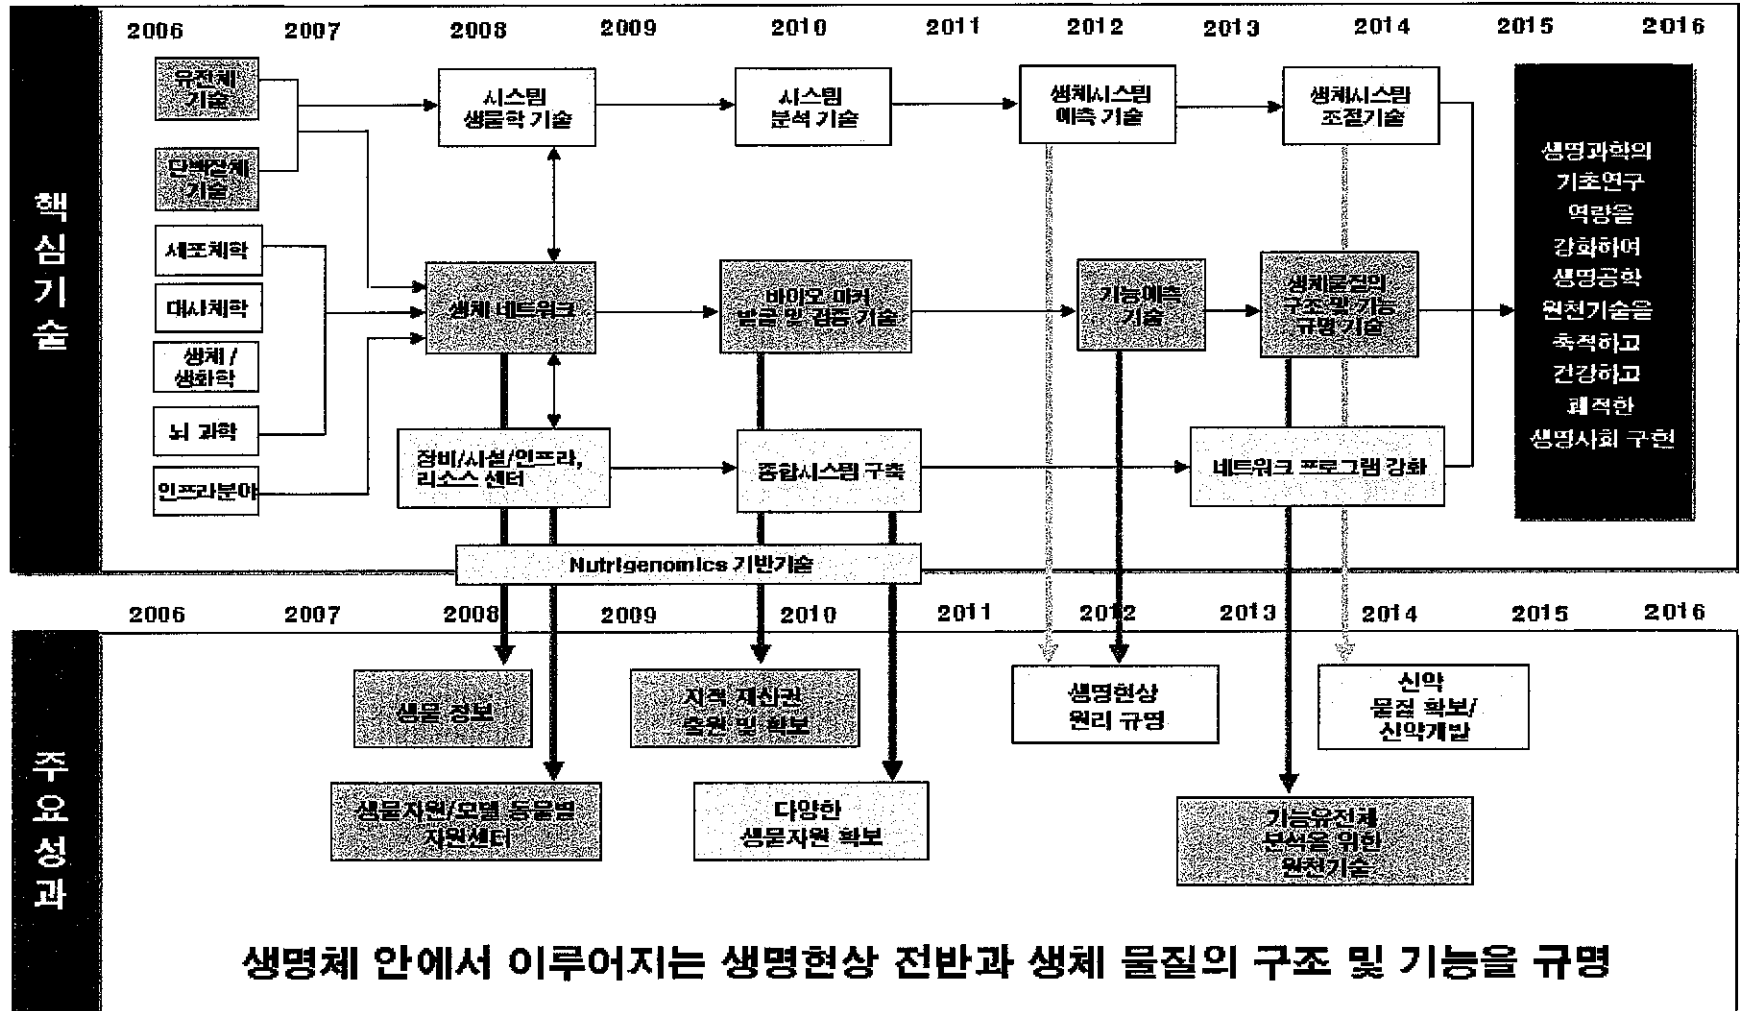 2006 2007 2008 2009 2010 2011 2012 2013 2014 2015 2016
핵심기술
유전체
기술
시스템
생물학 기술
시스템
분석 기술
생체시스템
예측 기술
생체시스템
조절기술
단백질체
기술
세포체학
대사체학
생체 /
생화학
뇌 과학
인프라분야
생체 네트워크
바이오 마커
발굴 및 검증 기술
기능예측
기술
생체물질의
구조 및 기능
규명 기술
장비/시설/인프라,
리소스 센터
종합시스템 구축
네트워크 프로그램 강화
생명과학의
기초연구
역량을
강화하여
생명공학
원천기술을
축적하고
건강하고
쾌적한
생명사회 구현
Nutrigenomics 기반기술
2006 2007 2008 2009 2010 2011 2012 2013 2014 2015 2016
주요성과
생물 정보
지적 재산권
출원 및 확보
생명현상
원리 규명
신약
물질 확보/
신약개발
생물자원/모델 동물별
자원센터
다양한
생물자원 확보
기능유전체
분석을 위한
원천기술
생명체 안에서 이루어지는 생명현상 전반과 생체 물질의 구조 및 기능을 규명